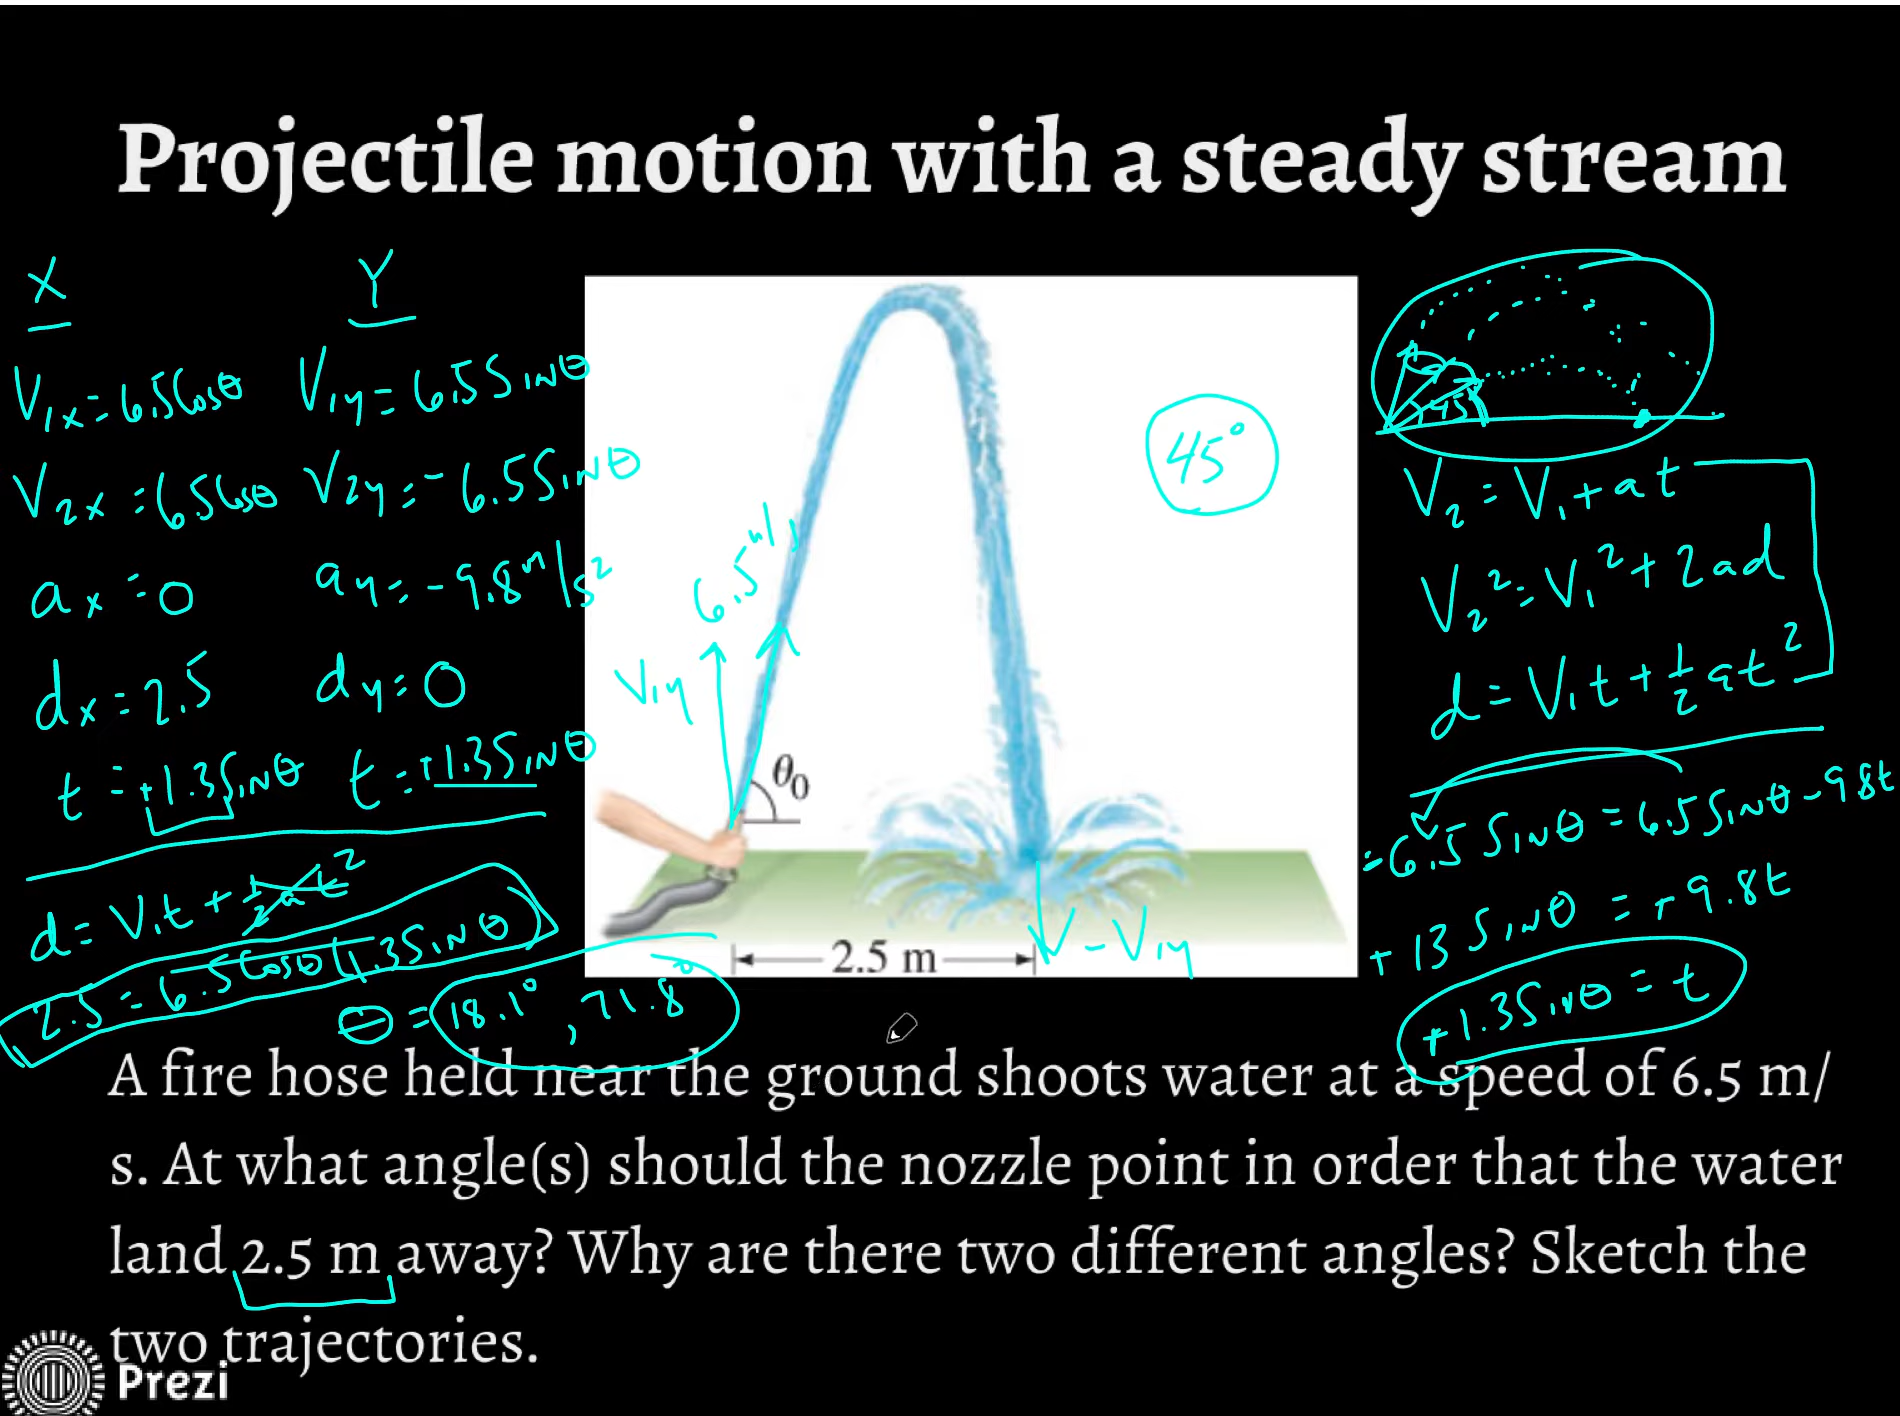 Projectile motion with a steady stream
X
V1x = 6.5Cosθ
V2x = 6.5Cosθ
ax = 0
dx = 2.5
t = +1.3Sinθ
Y
V1y = 6.5Sinθ
V2y = -6.5Sinθ
ay = -9.8 m/s²
dy = 0
t = +1.3Sinθ
d = V1t + ½at²
2.5 = 6.5Cosθ(1.3Sinθ)
θ = 18.1°, 71.8°
6.5 m/s
V1y
θ0
45°
-V1y
2.5 m
45
V2 = V1 + at
V2² = V1² + 2ad
d = V1t + ½at²
-6.5Sinθ = 6.5Sinθ - 9.8t
+13Sinθ = +9.8t
+1.3Sinθ = t
A fire hose held near the ground shoots water at a speed of 6.5 m/
s. At what angle(s) should the nozzle point in order that the water
land 2.5 m away? Why are there two different angles? Sketch the
two trajectories.
Prezi